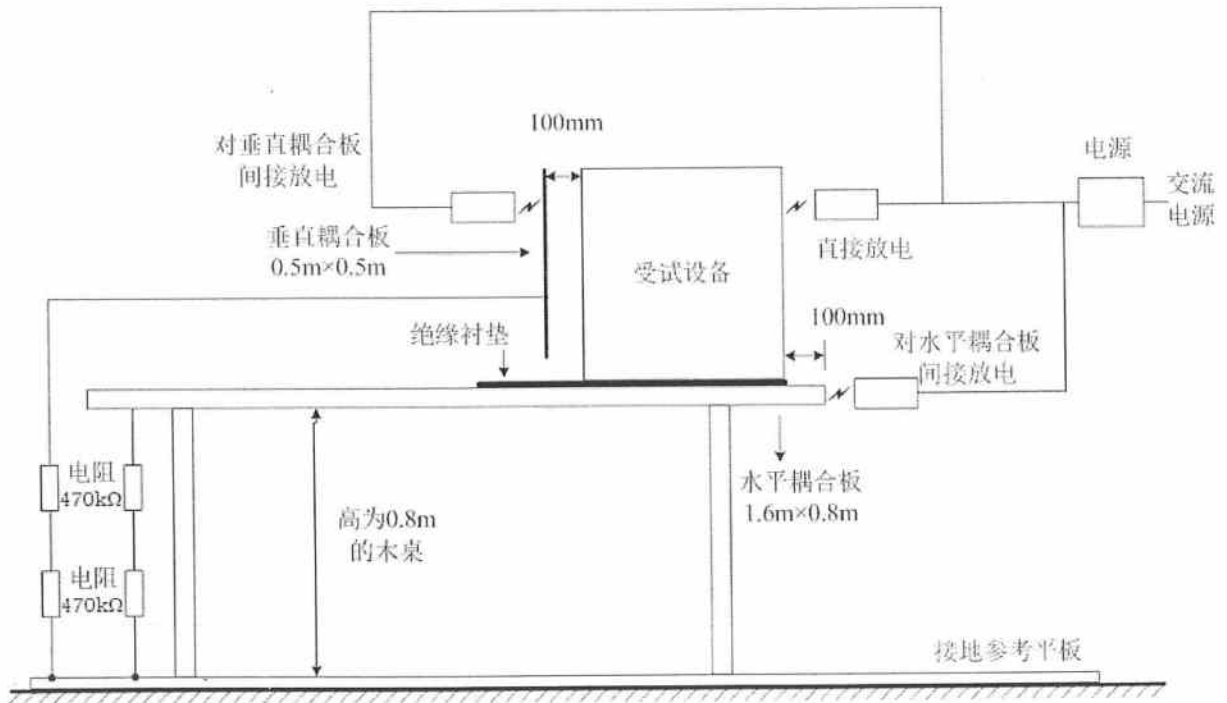 100mm
对垂直耦合板
间接放电
电源
交流
电源
垂直耦合板
0.5m×0.5m
直接放电
受试设备
100mm
绝缘衬垫
对水平耦合板
间接放电
电阻
470kΩ
水平耦合板
1.6m×0.8m
高为0.8m
的木桌
电阻
470kΩ
接地参考平板